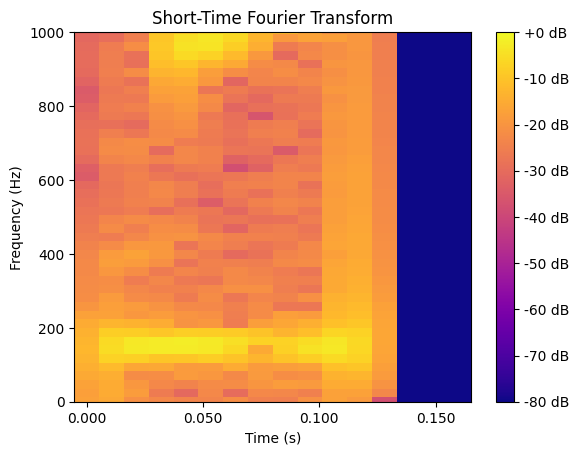 Short-Time Fourier Transform
Frequency (Hz)
1000
800
600
400
200
0
0.000
0.050
0.100
0.150
Time (s)
+0 dB
-10 dB
-20 dB
-30 dB
-40 dB
-50 dB
-60 dB
-70 dB
-80 dB